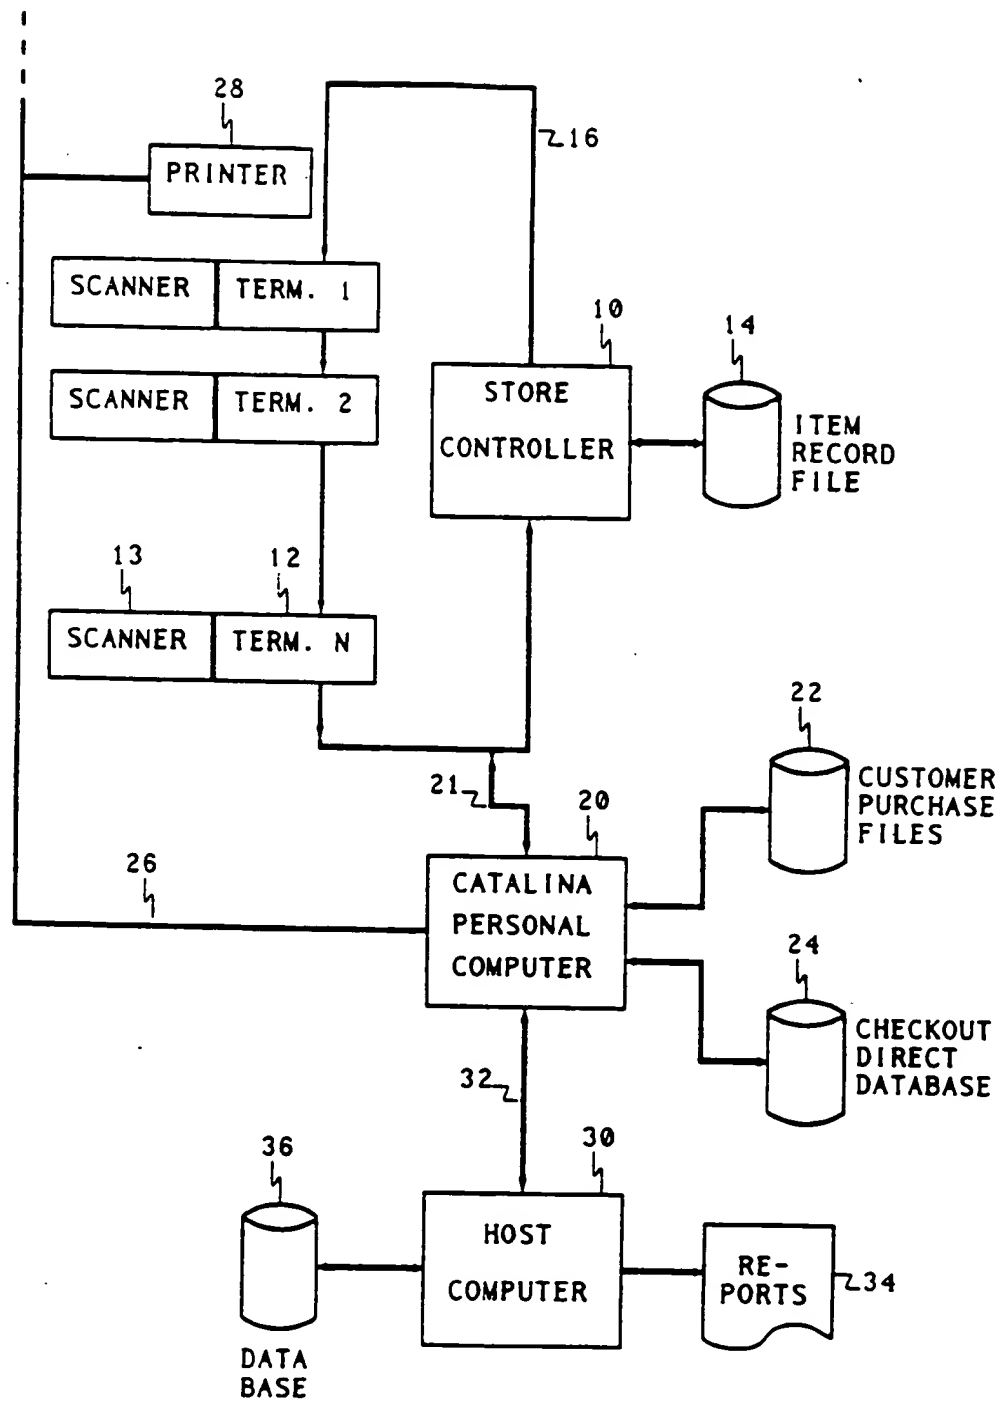 28
PRINTER
16
SCANNER TERM. 1
10
14
SCANNER TERM. 2
STORE
CONTROLLER
ITEM
RECORD
FILE
13
12
SCANNER TERM. N
22
CUSTOMER
PURCHASE
FILES
21
20
26
CATALINA
PERSONAL
COMPUTER
24
CHECKOUT
DIRECT
DATABASE
32
36
30
HOST
COMPUTER
RE-
PORTS
34
DATA
BASE